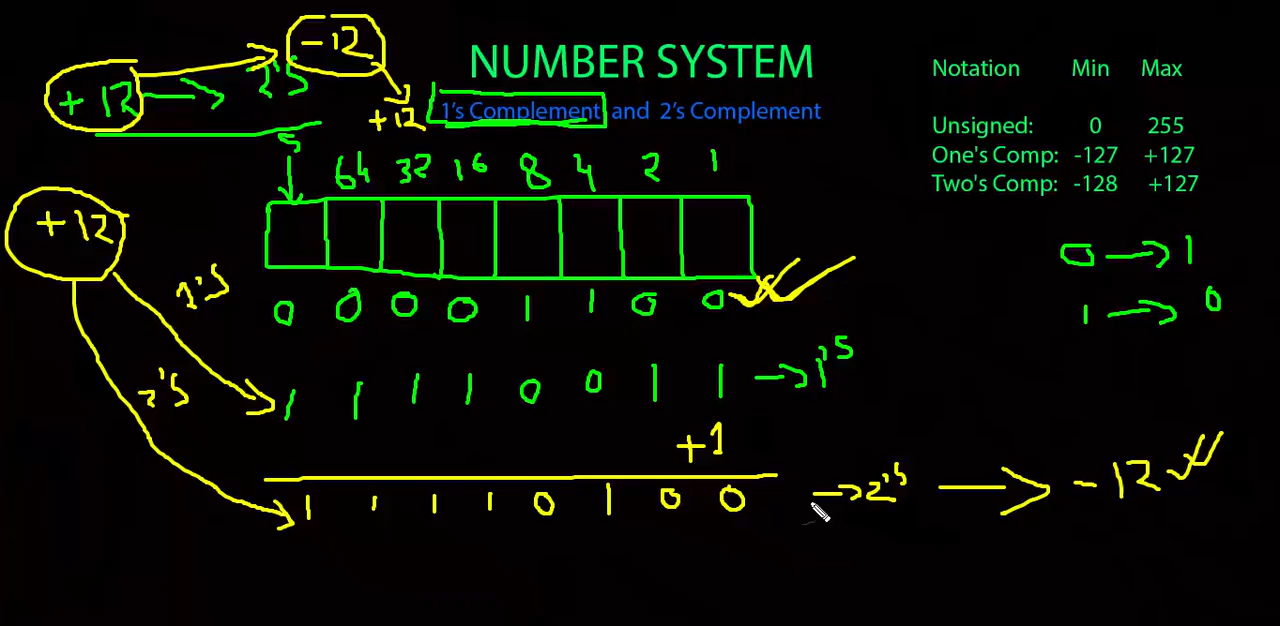 -12
NUMBER SYSTEM
+12 → 2's
+12
1's Complement and 2's Complement
Notation Min Max
Unsigned: 0 255
One's Comp: -127 +127
Two's Comp: -128 +127
S 64 32 16 8 4 2 1
+12
0 → 1
1 → 0
1's
0 0 0 0 1 1 0 0
2's
1 1 1 1 0 0 1 1 → 1's
+1
1 1 1 1 0 1 0 0 → 2's → -12